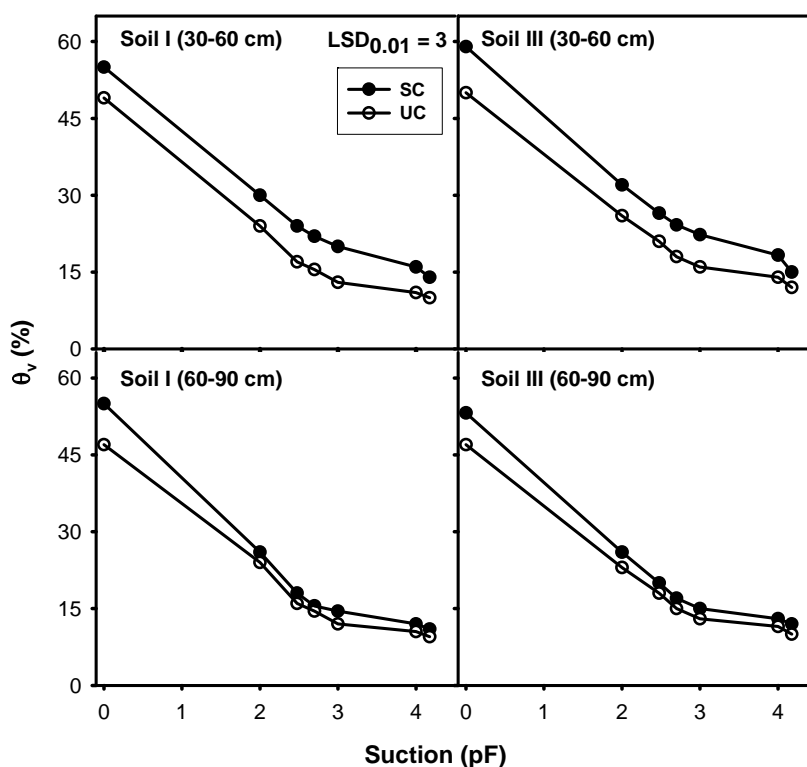 Soil I (30-60 cm)
LSD0.01 = 3
SC
UC
Soil III (30-60 cm)
60
45
30
15
0
Soil I (60-90 cm)
Soil III (60-90 cm)
60
45
30
15
0
θv (%)
0 1 2 3 4
0 1 2 3 4
Suction (pF)